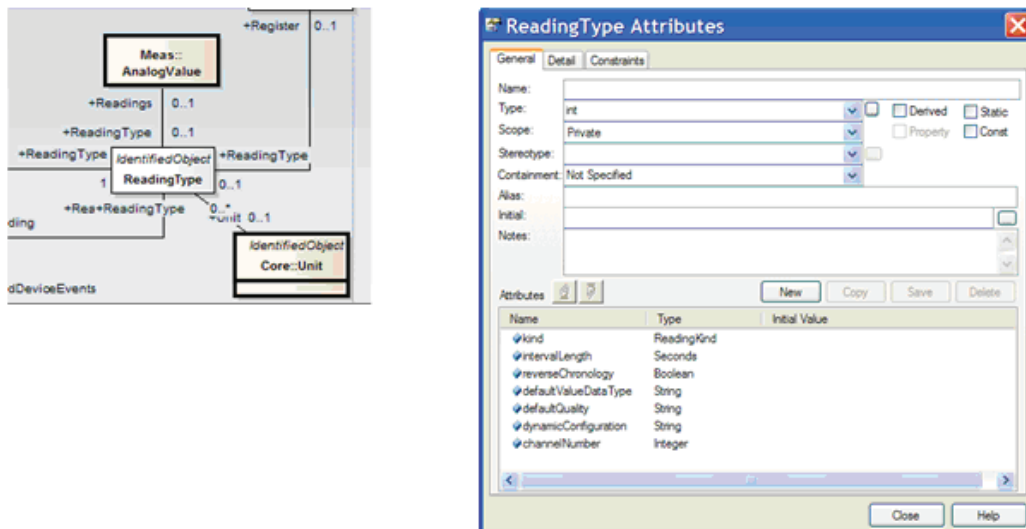 +Register 0..1
Meas::
AnalogValue
+Readings 0..1
+ReadingType 0..1
+ReadingType IdentifiedObject +ReadingType
ReadingType
1 0..1
+Rea+ReadingType 0..*
+Unit 0..1
ding
IdentifiedObject
Core::Unit
dDeviceEvents
ReadingType Attributes
General Detail Constraints
Name:
Type: int Derived Static
Scope: Private Property Const
Stereotype:
Containment: Not Specified
Alias:
Initial:
Notes:
Attributes New Copy Save Delete
Name Type Initial Value
kind ReadingKind
intervalLength Seconds
reverseChronology Boolean
defaultValueDataType String
defaultQuality String
dynamicConfiguration String
channelNumber Integer
Close Help